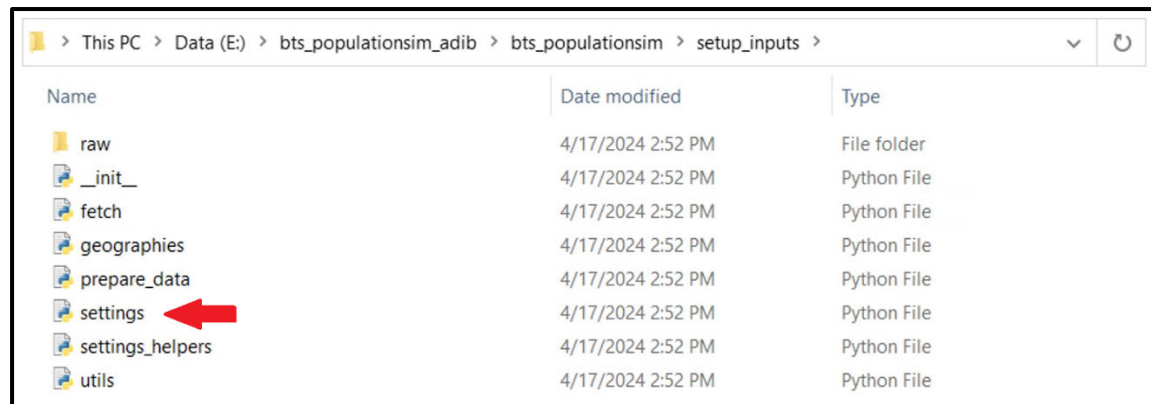 > This PC > Data (E:) > bts_populationsim_adib > bts_populationsim > setup_inputs >
Name Date modified Type
raw 4/17/2024 2:52 PM File folder
__init__ 4/17/2024 2:52 PM Python File
fetch 4/17/2024 2:52 PM Python File
geographies 4/17/2024 2:52 PM Python File
prepare_data 4/17/2024 2:52 PM Python File
settings 4/17/2024 2:52 PM Python File
settings_helpers 4/17/2024 2:52 PM Python File
utils 4/17/2024 2:52 PM Python File